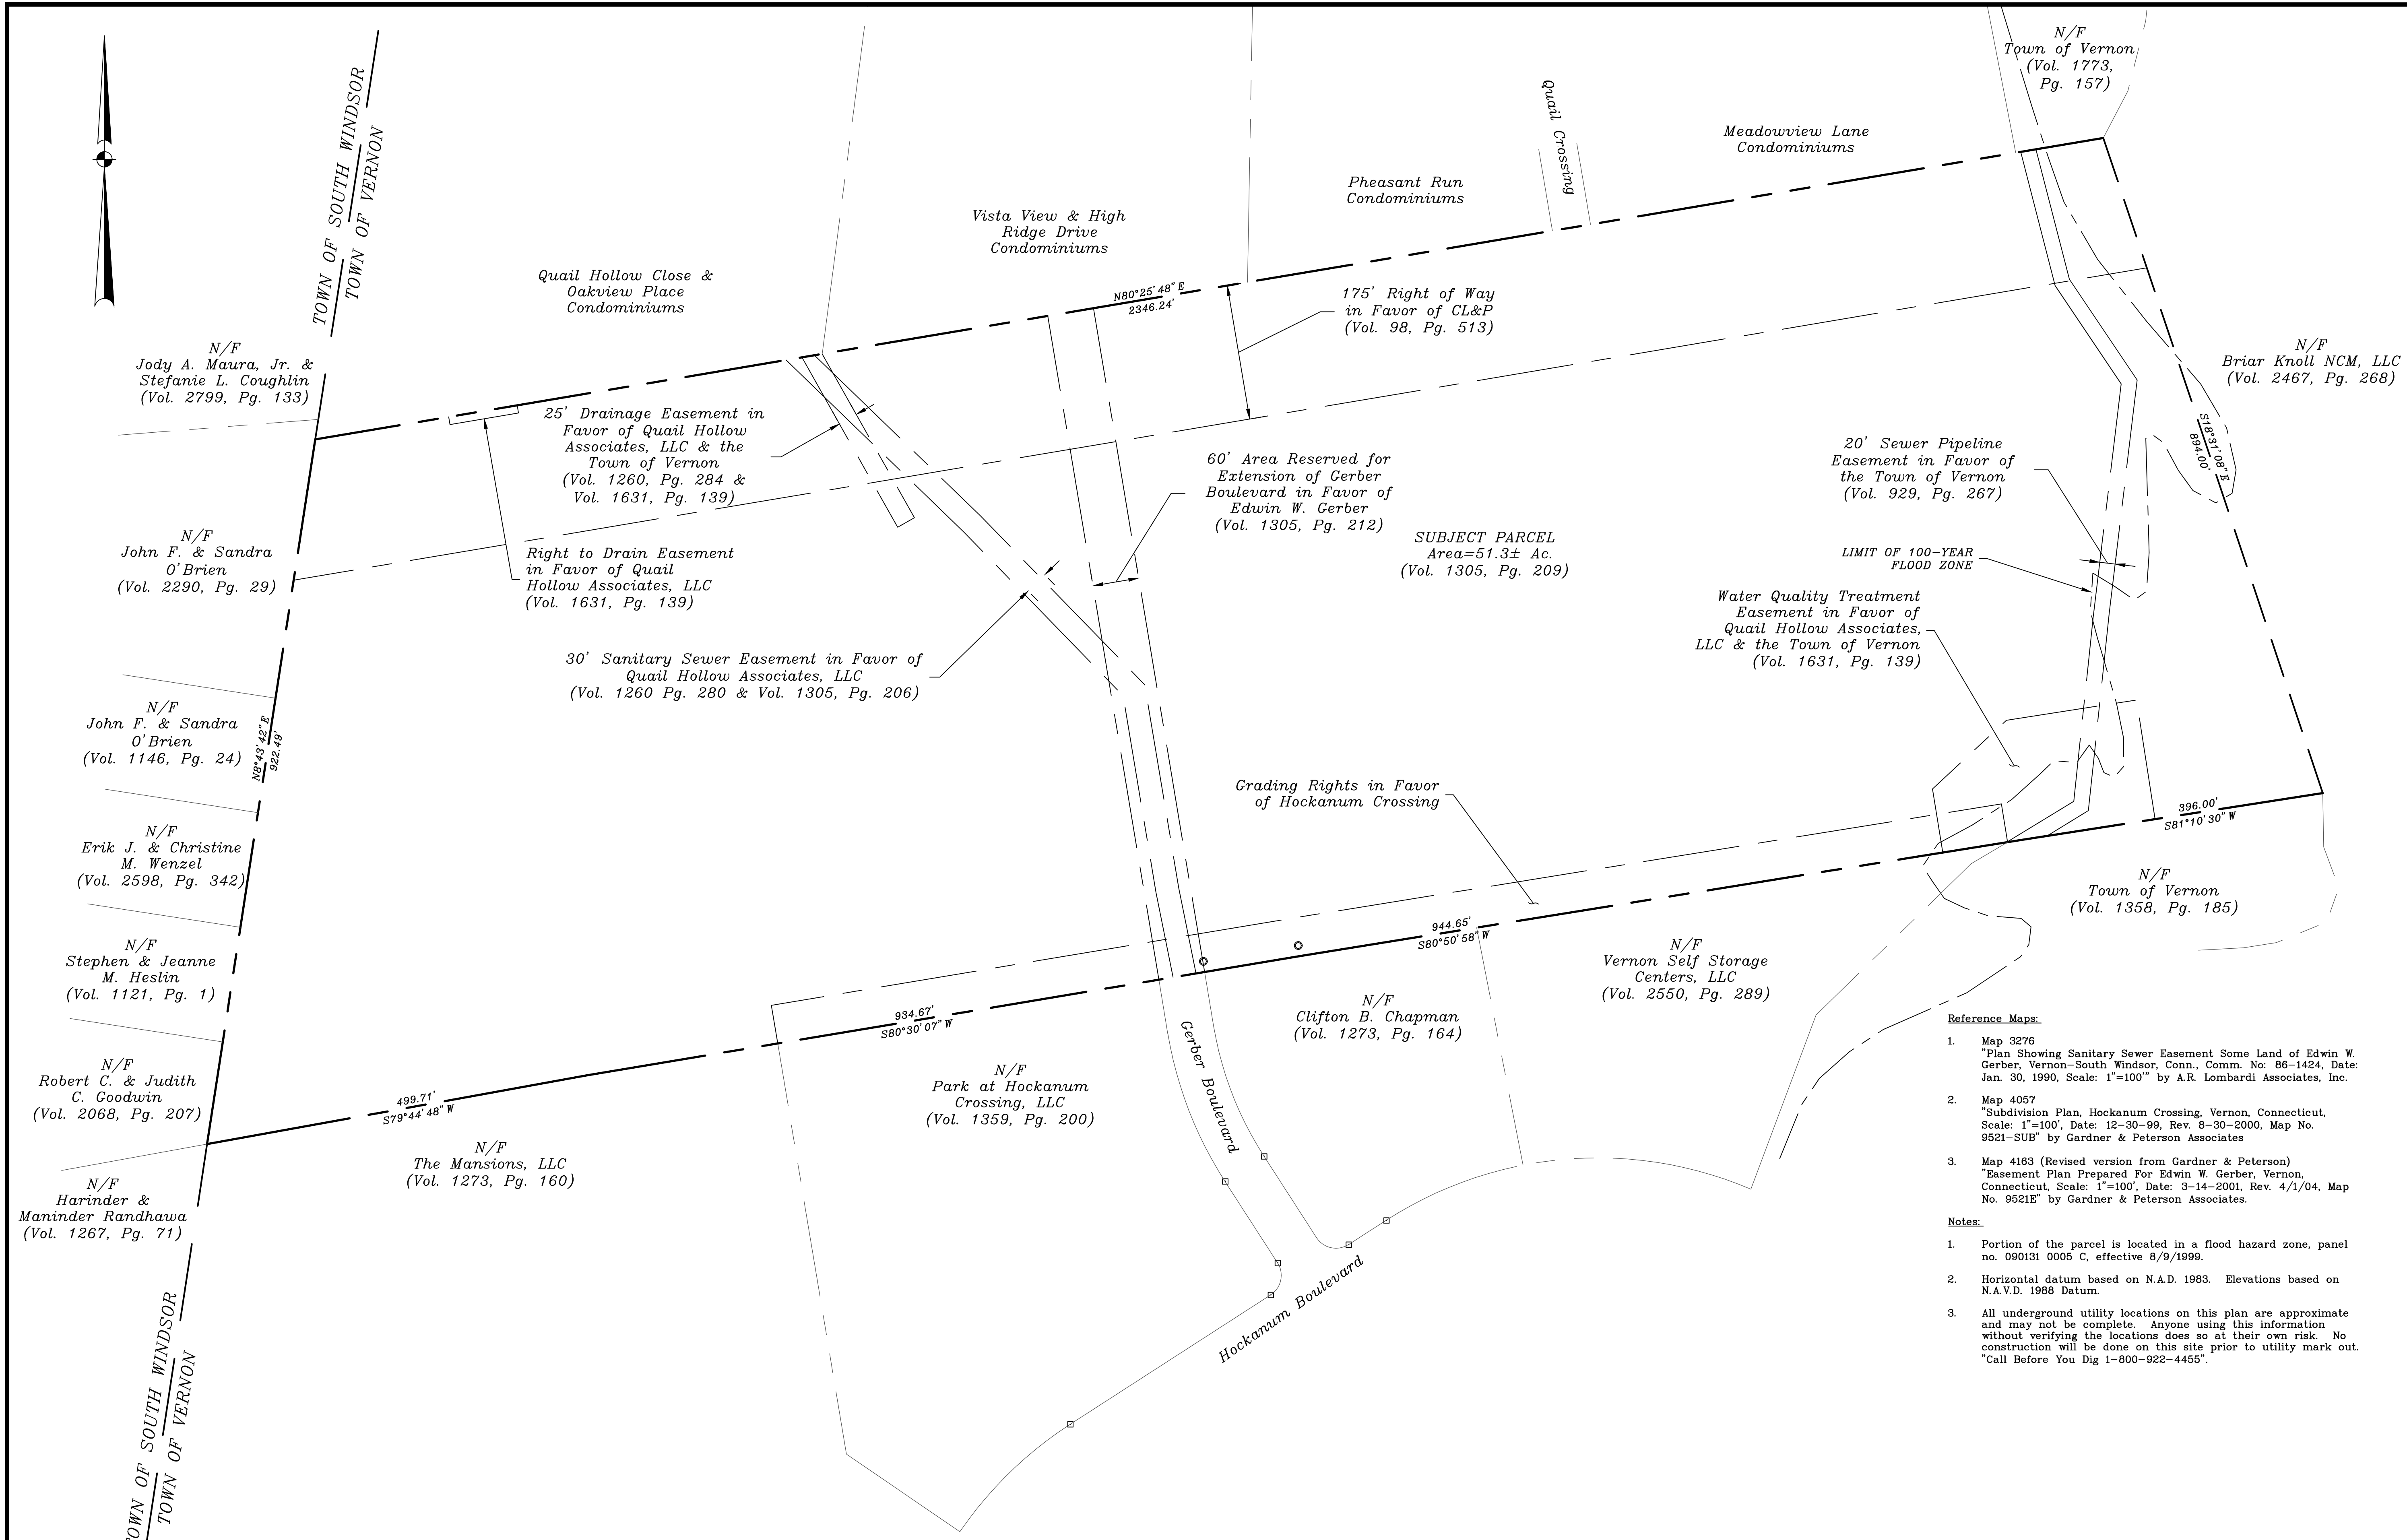 N/F
Town of Vernon
(Vol. 1773,
Pg. 157)
TOWN OF SOUTH WINDSOR
TOWN OF VERNON
Quail Crossing
Meadowview Lane
Condominiums
Pheasant Run
Condominiums
Vista View & High
Ridge Drive
Condominiums
Quail Hollow Close &
Oakview Place
Condominiums
N80°25'48"E
2346.24'
175' Right of Way
in Favor of CL&P
(Vol. 98, Pg. 513)
N/F
Jody A. Maura, Jr. &
Stefanie L. Coughlin
(Vol. 2799, Pg. 133)
N/F
Briar Knoll NCM, LLC
(Vol. 2467, Pg. 268)
25' Drainage Easement in
Favor of Quail Hollow
Associates, LLC & the
Town of Vernon
(Vol. 1260, Pg. 284 &
Vol. 1631, Pg. 139)
S18°31'08"E
894.00'
20' Sewer Pipeline
Easement in Favor of
the Town of Vernon
(Vol. 929, Pg. 267)
60' Area Reserved for
Extension of Gerber
Boulevard in Favor of
Edwin W. Gerber
(Vol. 1305, Pg. 212)
SUBJECT PARCEL
Area=51.3± Ac.
(Vol. 1305, Pg. 209)
N/F
John F. & Sandra
O'Brien
(Vol. 2290, Pg. 29)
Right to Drain Easement
in Favor of Quail
Hollow Associates, LLC
(Vol. 1631, Pg. 139)
LIMIT OF 100-YEAR
FLOOD ZONE
Water Quality Treatment
Easement in Favor of
Quail Hollow Associates,
LLC & the Town of Vernon
(Vol. 1631, Pg. 139)
30' Sanitary Sewer Easement in Favor of
Quail Hollow Associates, LLC
(Vol. 1260 Pg. 280 & Vol. 1305, Pg. 206)
N/F
John F. & Sandra
O'Brien
(Vol. 1146, Pg. 24)
N8°43'42"E
922.49'
Grading Rights in Favor
of Hockanum Crossing
396.00'
S81°10'30"W
N/F
Erik J. & Christine
M. Wenzel
(Vol. 2598, Pg. 342)
N/F
Town of Vernon
(Vol. 1358, Pg. 185)
944.65'
S80°50'58"W
N/F
Stephen & Jeanne
M. Heslin
(Vol. 1121, Pg. 1)
N/F
Vernon Self Storage
Centers, LLC
(Vol. 2550, Pg. 289)
934.67'
S80°30'07"W
N/F
Clifton B. Chapman
(Vol. 1273, Pg. 164)
Gerber Boulevard
N/F
Park at Hockanum
Crossing, LLC
(Vol. 1359, Pg. 200)
N/F
Robert C. & Judith
C. Goodwin
(Vol. 2068, Pg. 207)
499.71'
S79°44'48"W
N/F
The Mansions, LLC
(Vol. 1273, Pg. 160)
N/F
Harinder &
Maninder Randhawa
(Vol. 1267, Pg. 71)
Hockanum Boulevard
TOWN OF SOUTH WINDSOR
TOWN OF VERNON
Reference Maps:
1. Map 3276
"Plan Showing Sanitary Sewer Easement Some Land of Edwin W.
Gerber, Vernon-South Windsor, Conn., Comm. No: 86-1424, Date:
Jan. 30, 1990, Scale: 1"=100'" by A.R. Lombardi Associates, Inc.
2. Map 4057
"Subdivision Plan, Hockanum Crossing, Vernon, Connecticut,
Scale: 1"=100', Date: 12-30-99, Rev. 8-30-2000, Map No.
9521-SUB" by Gardner & Peterson Associates
3. Map 4163 (Revised version from Gardner & Peterson)
"Easement Plan Prepared For Edwin W. Gerber, Vernon,
Connecticut, Scale: 1"=100', Date: 3-14-2001, Rev. 4/1/04, Map
No. 9521E" by Gardner & Peterson Associates.
Notes:
1. Portion of the parcel is located in a flood hazard zone, panel
no. 090131 0005 C, effective 8/9/1999.
2. Horizontal datum based on N.A.D. 1983. Elevations based on
N.A.V.D. 1988 Datum.
3. All underground utility locations on this plan are approximate
and may not be complete. Anyone using this information
without verifying the locations does so at their own risk. No
construction will be done on this site prior to utility mark out.
"Call Before You Dig 1-800-922-4455".